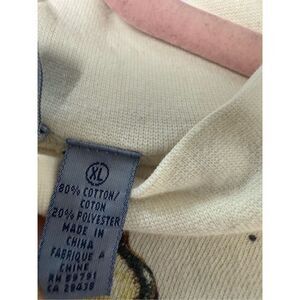 XL
80% COTTON/
COTON
20% POLYESTER
MADE IN
CHINA
FABRIQUE A
CHINE
RN 89791
CA 28438